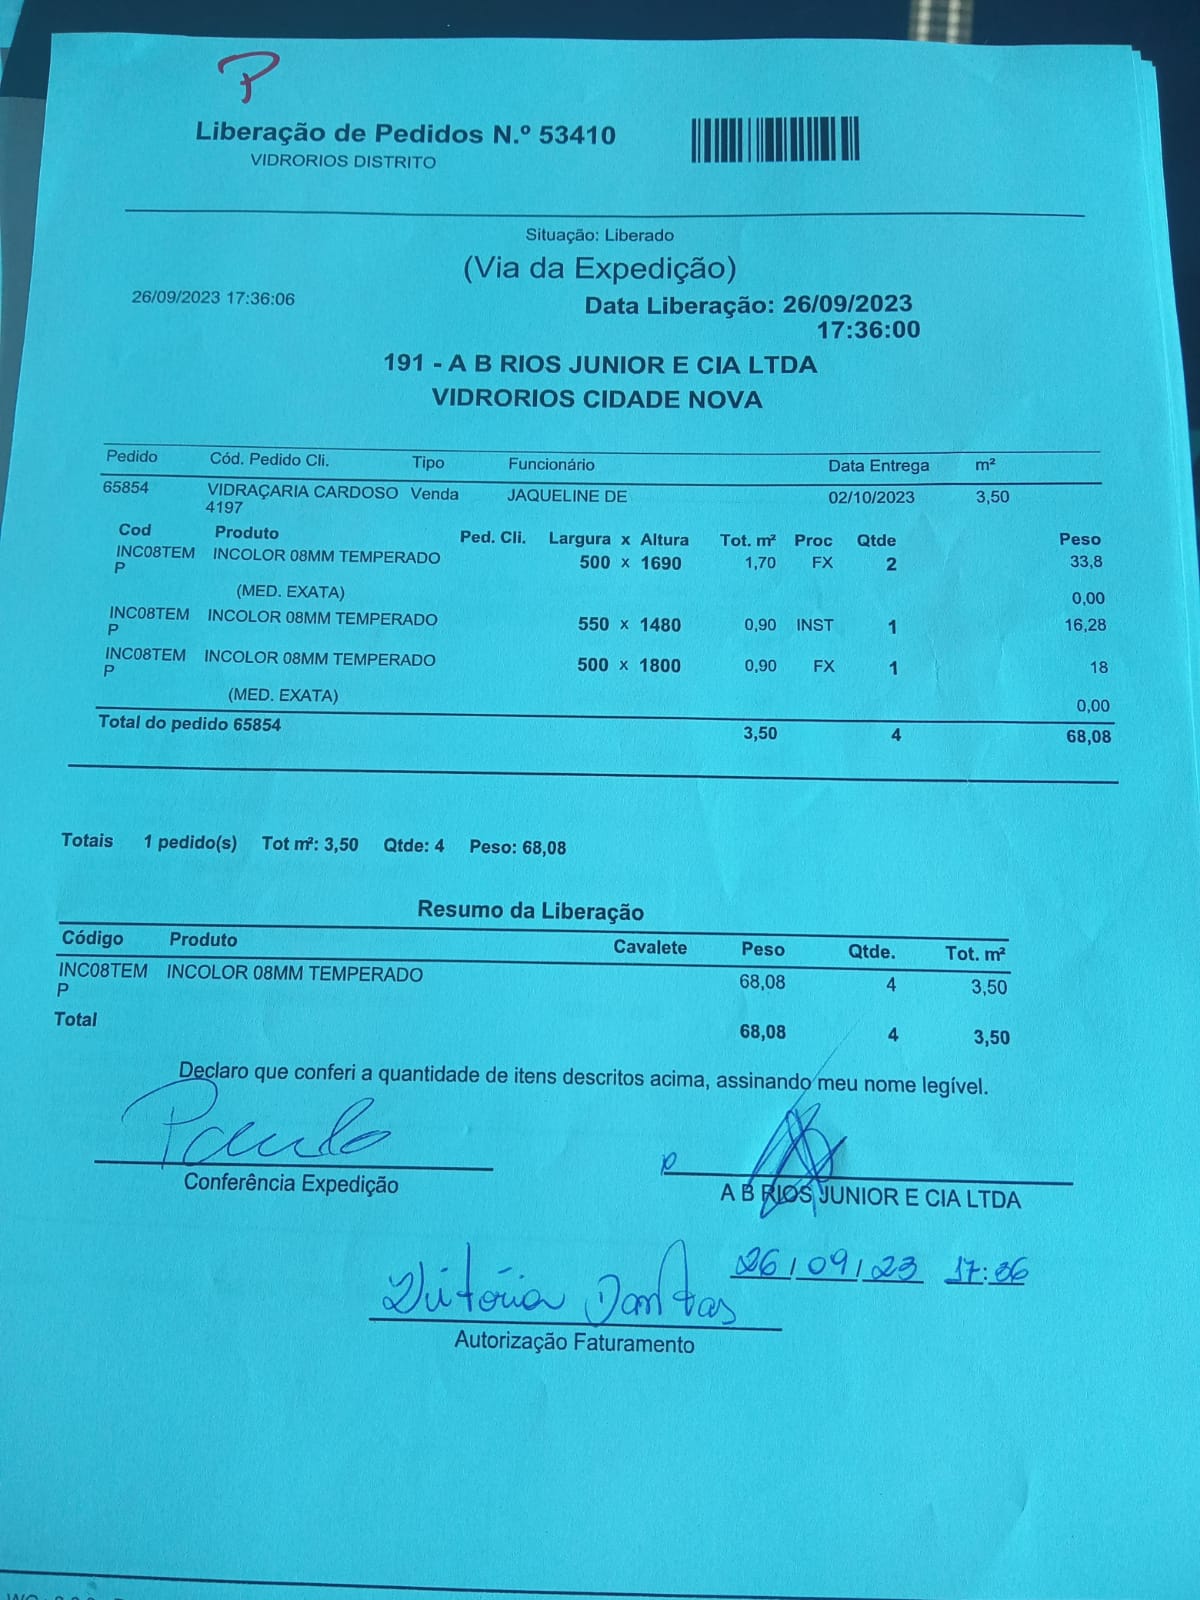 P
Liberação de Pedidos N.º 53410
VIDRORIOS DISTRITO
Situação: Liberado
(Via da Expedição)
26/09/2023 17:36:06
Data Liberação: 26/09/2023
17:36:00
191 - A B RIOS JUNIOR E CIA LTDA
VIDRORIOS CIDADE NOVA
Pedido Cód. Pedido Cli. Tipo Funcionário Data Entrega m²
65854 VIDRAÇARIA CARDOSO Venda JAQUELINE DE 02/10/2023 3,50
4197
Cod Produto Ped. Cli. Largura x Altura Tot. m² Proc Qtde Peso
INC08TEM INCOLOR 08MM TEMPERADO 500 x 1690 1,70 FX 2 33,8
P
(MED. EXATA) 0,00
INC08TEM INCOLOR 08MM TEMPERADO 550 x 1480 0,90 INST 1 16,28
P
INC08TEM INCOLOR 08MM TEMPERADO 500 x 1800 0,90 FX 1 18
P
(MED. EXATA) 0,00
Total do pedido 65854 3,50 4 68,08
Totais 1 pedido(s) Tot m²: 3,50 Qtde: 4 Peso: 68,08
Resumo da Liberação
Código Produto Cavalete Peso Qtde. Tot. m²
INC08TEM INCOLOR 08MM TEMPERADO 68,08 4 3,50
P
Total 68,08 4 3,50
Declaro que conferi a quantidade de itens descritos acima, assinando meu nome legível.
Paulo
Conferência Expedição
A B RIOS JUNIOR E CIA LTDA
26/09/23 17:36
Vitória Dantas
Autorização Faturamento